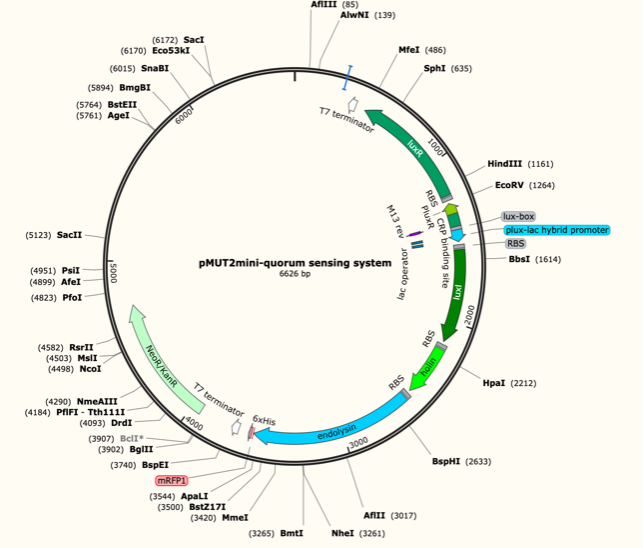 AflIII (85)
AlwNI (139)
MfeI (486)
SphI (635)
HindIII (1161)
EcoRV (1264)
lux-box
plux-lac hybrid promoter
RBS
BbsI (1614)
HpaI (2212)
BspHI (2633)
AflII (3017)
NheI (3261)
(3265) BmtI
(3420) MmeI
(3500) BstZ17I
(3544) ApaLI
mRFP1
(3740) BspEI
(3902) BglII
(3907) BclI*
(4093) DrdI
(4184) PflFI - Tth111I
(4290) NmeAIII
(4498) NcoI
(4503) MslI
(4582) RsrII
(4823) PfoI
(4899) AfeI
(4951) PsiI
(5123) SacII
(5761) AgeI
(5764) BstEII
(5894) BmgBI
(6015) SnaBI
(6170) Eco53kI
(6172) SacI
1000
2000
3000
4000
5000
6000
T7 terminator
luxR
RBS
PluxR
CRP binding site
M13 rev
lac operator
luxI
RBS
holin
RBS
endolysin
6xHis
T7 terminator
NeoR/KanR
pMUT2mini-quorum sensing system
6626 bp